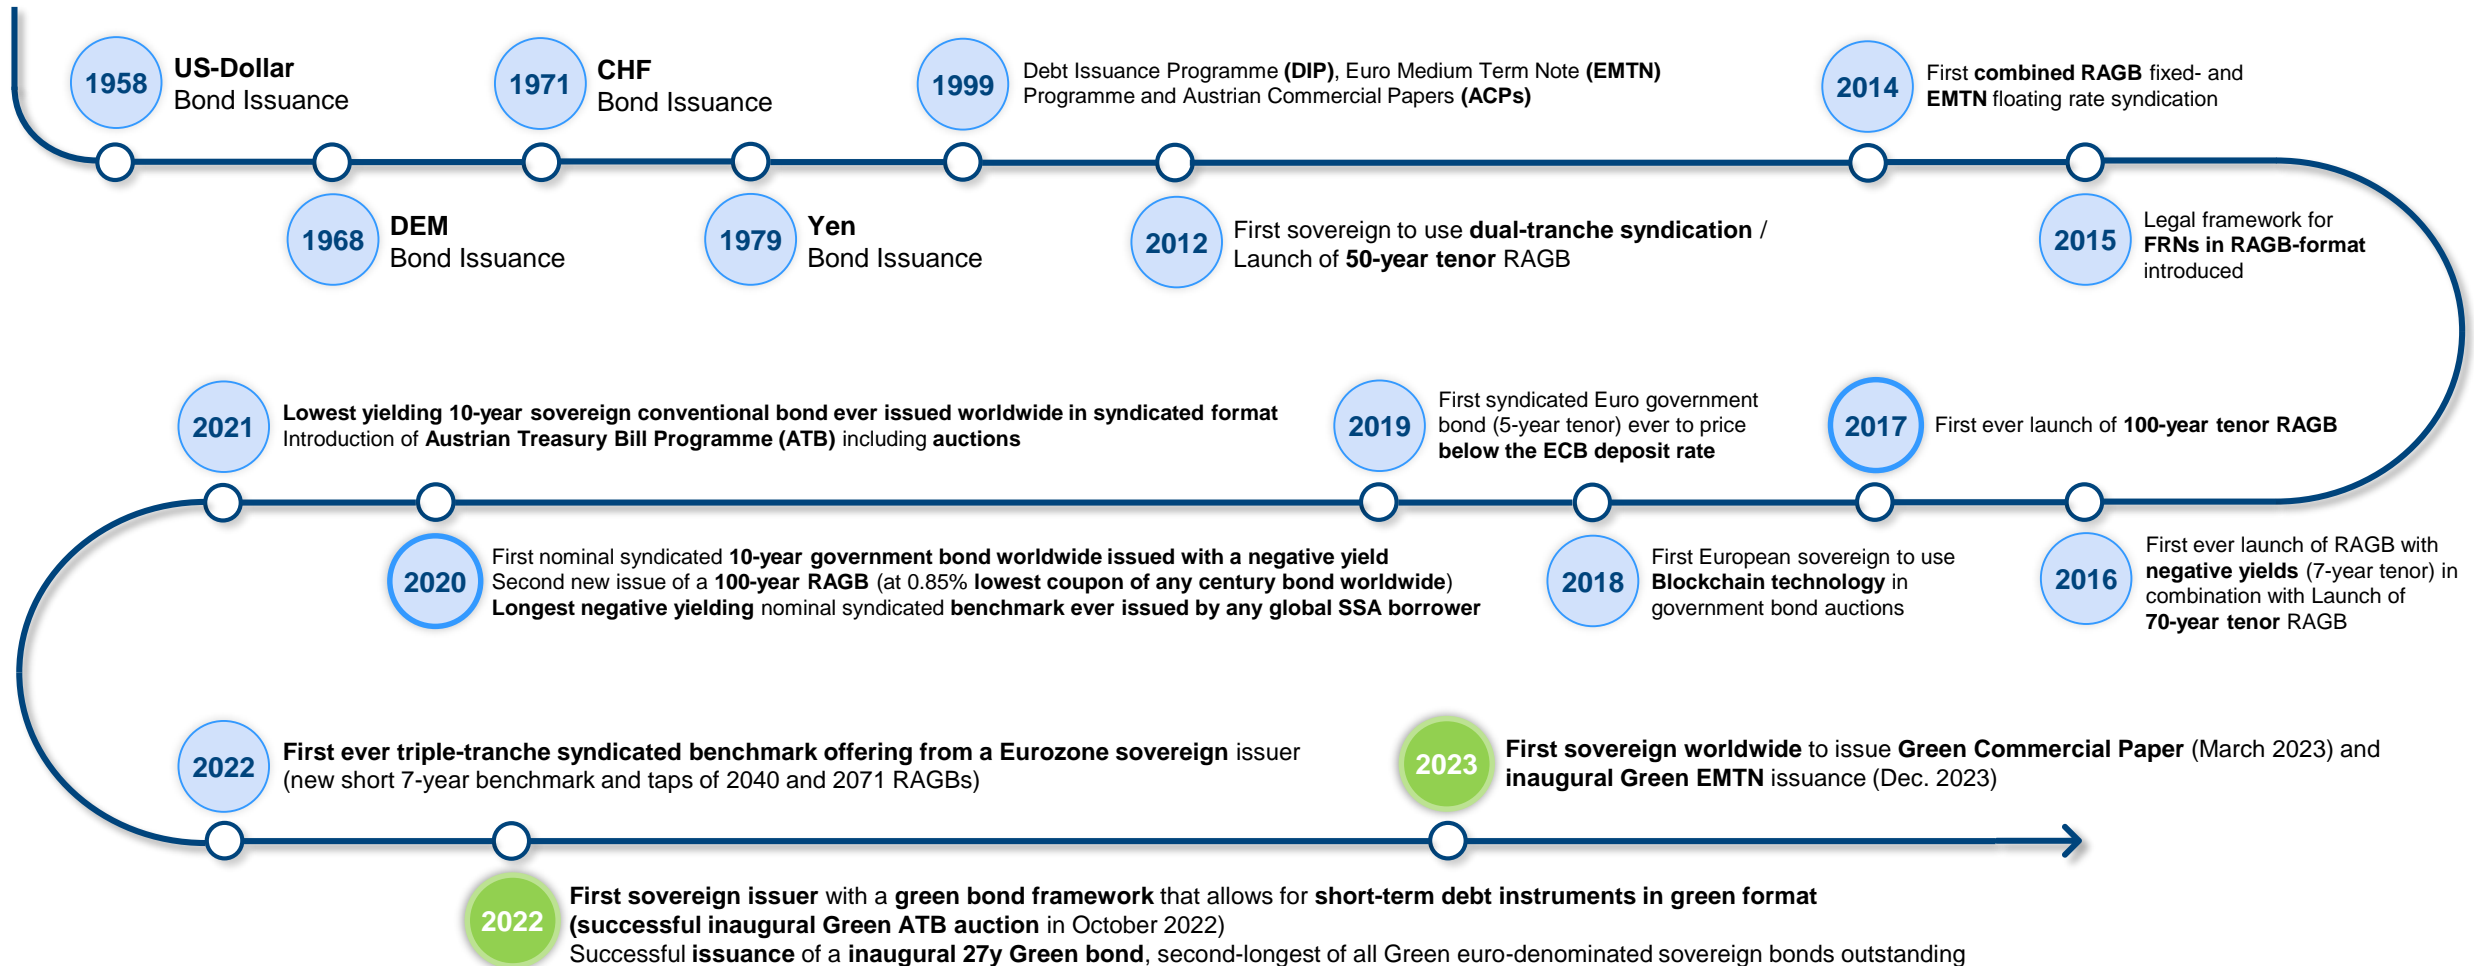 1958
US-Dollar
Bond Issuance
1968
DEM
Bond Issuance
1971
CHF
Bond Issuance
1979
Yen
Bond Issuance
1999
Debt Issuance Programme (DIP), Euro Medium Term Note (EMTN)
Programme and Austrian Commercial Papers (ACPs)
2012
First sovereign to use dual-tranche syndication /
Launch of 50-year tenor RAGB
2014
First combined RAGB fixed- and
EMTN floating rate syndication
2015
Legal framework for
FRNs in RAGB-format
introduced
2016
First ever launch of RAGB with
negative yields (7-year tenor) in
combination with Launch of
70-year tenor RAGB
2017
First ever launch of 100-year tenor RAGB
2018
First European sovereign to use
Blockchain technology in
government bond auctions
2019
First syndicated Euro government
bond (5-year tenor) ever to price
below the ECB deposit rate
2020
First nominal syndicated 10-year government bond worldwide issued with a negative yield
Second new issue of a 100-year RAGB (at 0.85% lowest coupon of any century bond worldwide)
Longest negative yielding nominal syndicated benchmark ever issued by any global SSA borrower
2021
Lowest yielding 10-year sovereign conventional bond ever issued worldwide in syndicated format
Introduction of Austrian Treasury Bill Programme (ATB) including auctions
2022
First ever triple-tranche syndicated benchmark offering from a Eurozone sovereign issuer
(new short 7-year benchmark and taps of 2040 and 2071 RAGBs)
2022
First sovereign issuer with a green bond framework that allows for short-term debt instruments in green format
(successful inaugural Green ATB auction in October 2022)
Successful issuance of a inaugural 27y Green bond, second-longest of all Green euro-denominated sovereign bonds outstanding
2023
First sovereign worldwide to issue Green Commercial Paper (March 2023) and
inaugural Green EMTN issuance (Dec. 2023)